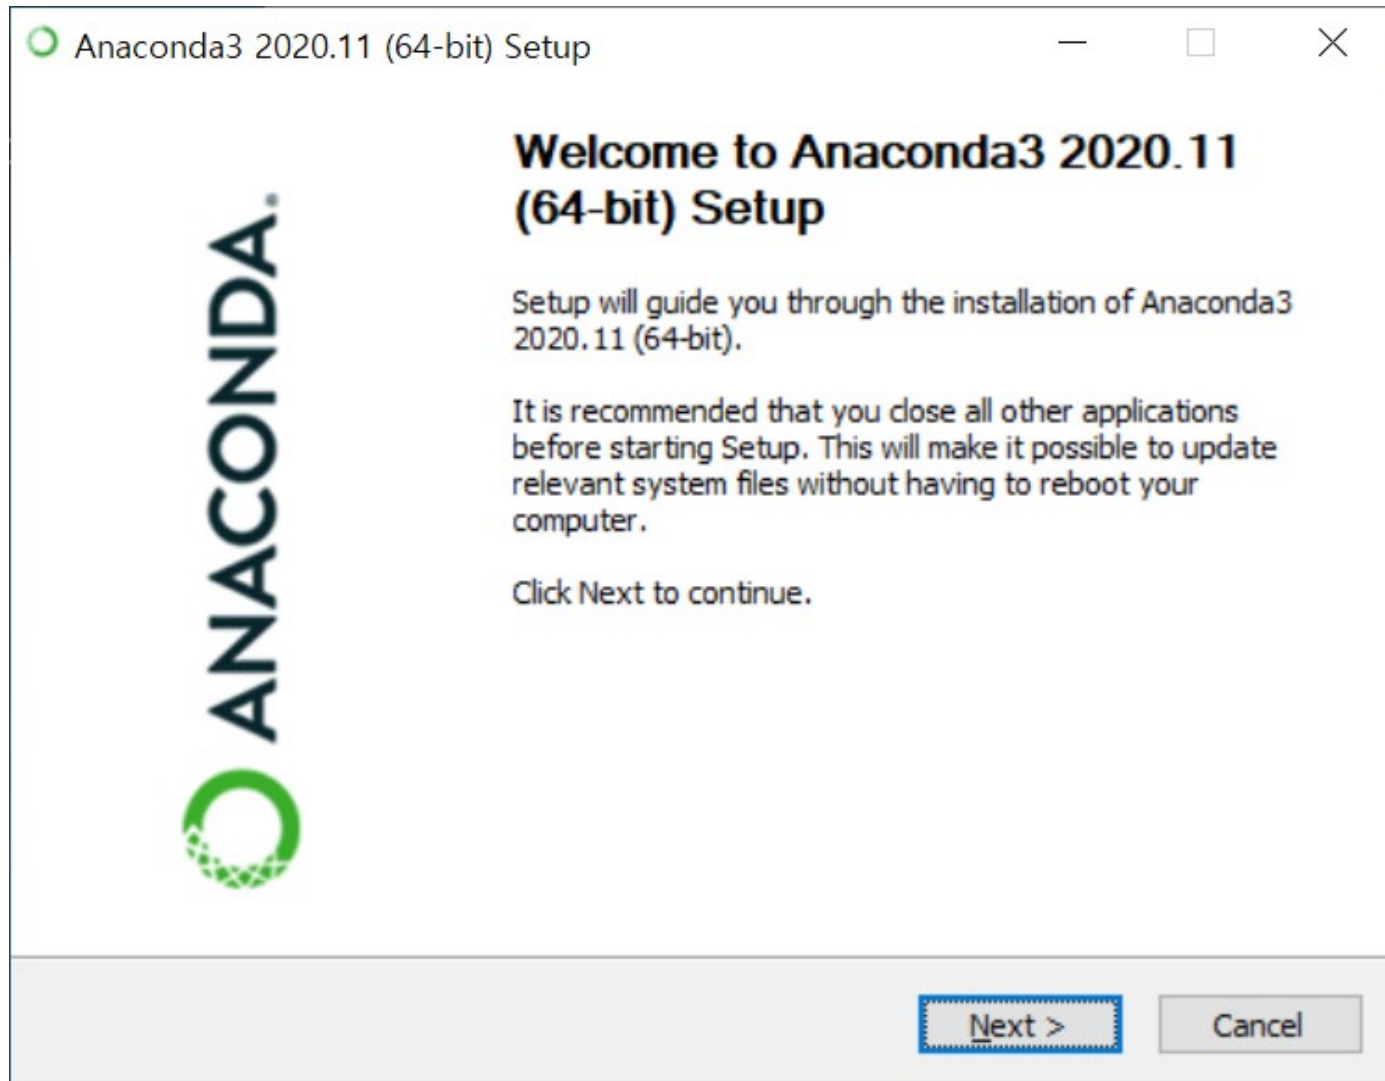 Anaconda3 2020.11 (64-bit) Setup
Welcome to Anaconda3 2020.11
(64-bit) Setup
ANACONDA.
Setup will guide you through the installation of Anaconda3
2020.11 (64-bit).
It is recommended that you close all other applications
before starting Setup. This will make it possible to update
relevant system files without having to reboot your
computer.
Click Next to continue.
Next >
Cancel